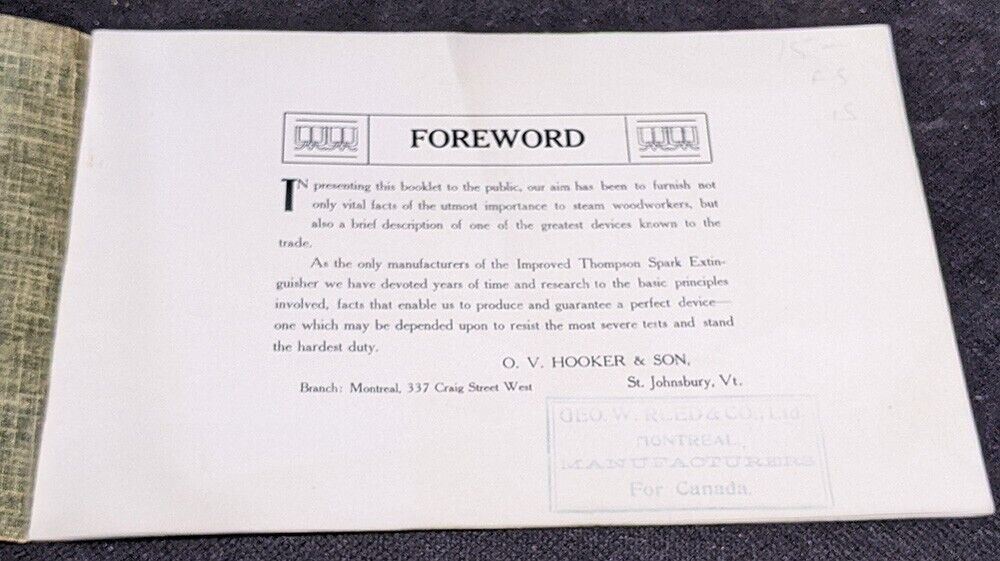 FOREWORD
IN presenting this booklet to the public, our aim has been to furnish not
only vital facts of the utmost importance to steam woodworkers, but
also a brief description of one of the greatest devices known to the
trade.
As the only manufacturers of the Improved Thompson Spark Extin-
guisher we have devoted years of time and research to the basic principles
involved, facts that enable us to produce and guarantee a perfect device—
one which may be depended upon to resist the most severe tests and stand
the hardest duty.
O. V. HOOKER & SON,
Branch: Montreal, 337 Craig Street West
St. Johnsbury, Vt.
GEO. W. REED & CO., Ltd.
MONTREAL,
MANUFACTURERS
For Canada.